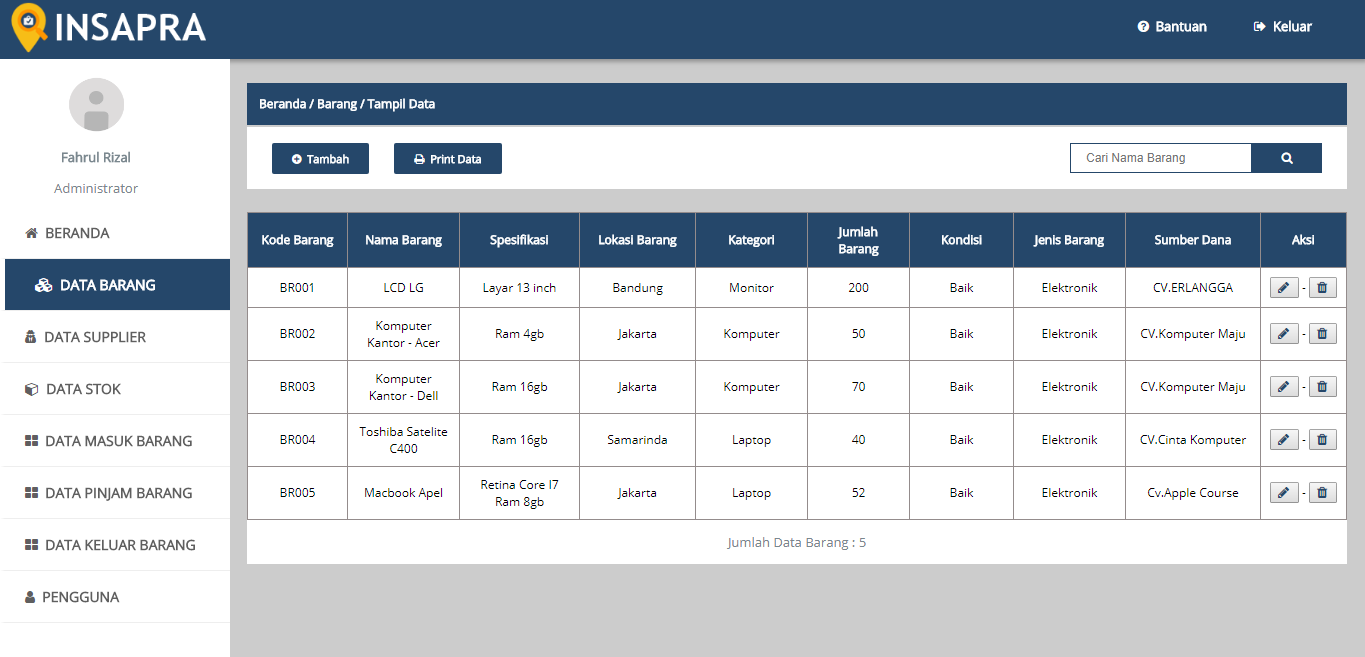 INSAPRA
Bantuan
Keluar
Fahrul Rizal
Administrator
BERANDA
DATA BARANG
DATA SUPPLIER
DATA STOK
DATA MASUK BARANG
DATA PINJAM BARANG
DATA KELUAR BARANG
PENGGUNA
Beranda / Barang / Tampil Data
Tambah
Print Data
Cari Nama Barang
Kode Barang
Nama Barang
Spesifikasi
Lokasi Barang
Kategori
Jumlah
Barang
Kondisi
Jenis Barang
Sumber Dana
Aksi
BR001
LCD LG
Layar 13 inch
Bandung
Monitor
200
Baik
Elektronik
CV.ERLANGGA
-
BR002
Komputer
Kantor - Acer
Ram 4gb
Jakarta
Komputer
50
Baik
Elektronik
CV.Komputer Maju
-
BR003
Komputer
Kantor - Dell
Ram 16gb
Jakarta
Komputer
70
Baik
Elektronik
CV.Komputer Maju
-
BR004
Toshiba Satelite
C400
Ram 16gb
Samarinda
Laptop
40
Baik
Elektronik
CV.Cinta Komputer
-
BR005
Macbook Apel
Retina Core I7
Ram 8gb
Jakarta
Laptop
52
Baik
Elektronik
Cv.Apple Course
-
Jumlah Data Barang : 5